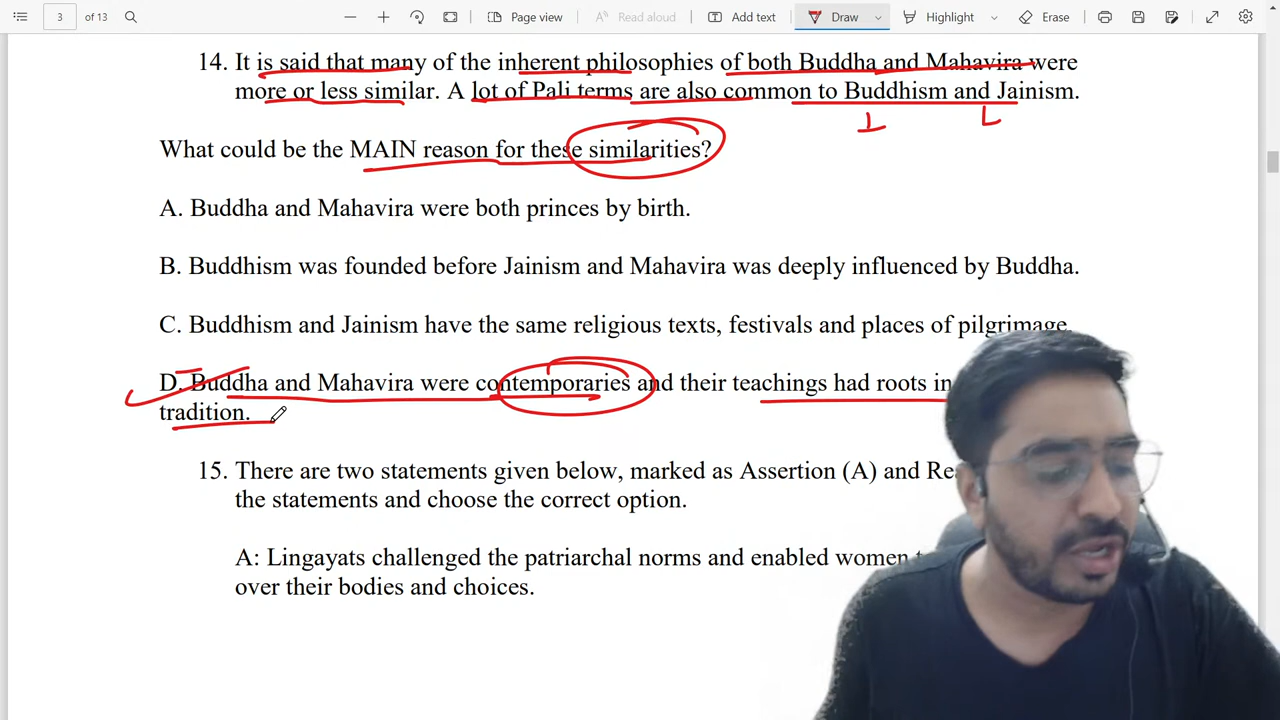 3 of 13 Page view Read aloud Add text Draw Highlight Erase
14. It is said that many of the inherent philosophies of both Buddha and Mahavira were
more or less similar. A lot of Pali terms are also common to Buddhism and Jainism.
What could be the MAIN reason for these similarities?
A. Buddha and Mahavira were both princes by birth.
B. Buddhism was founded before Jainism and Mahavira was deeply influenced by Buddha.
C. Buddhism and Jainism have the same religious texts, festivals and places of pilgrimage.
D. Buddha and Mahavira were contemporaries and their teachings had roots in
tradition.
15. There are two statements given below, marked as Assertion (A) and
the statements and choose the correct option.
A: Lingayats challenged the patriarchal norms and enabled women
over their bodies and choices.